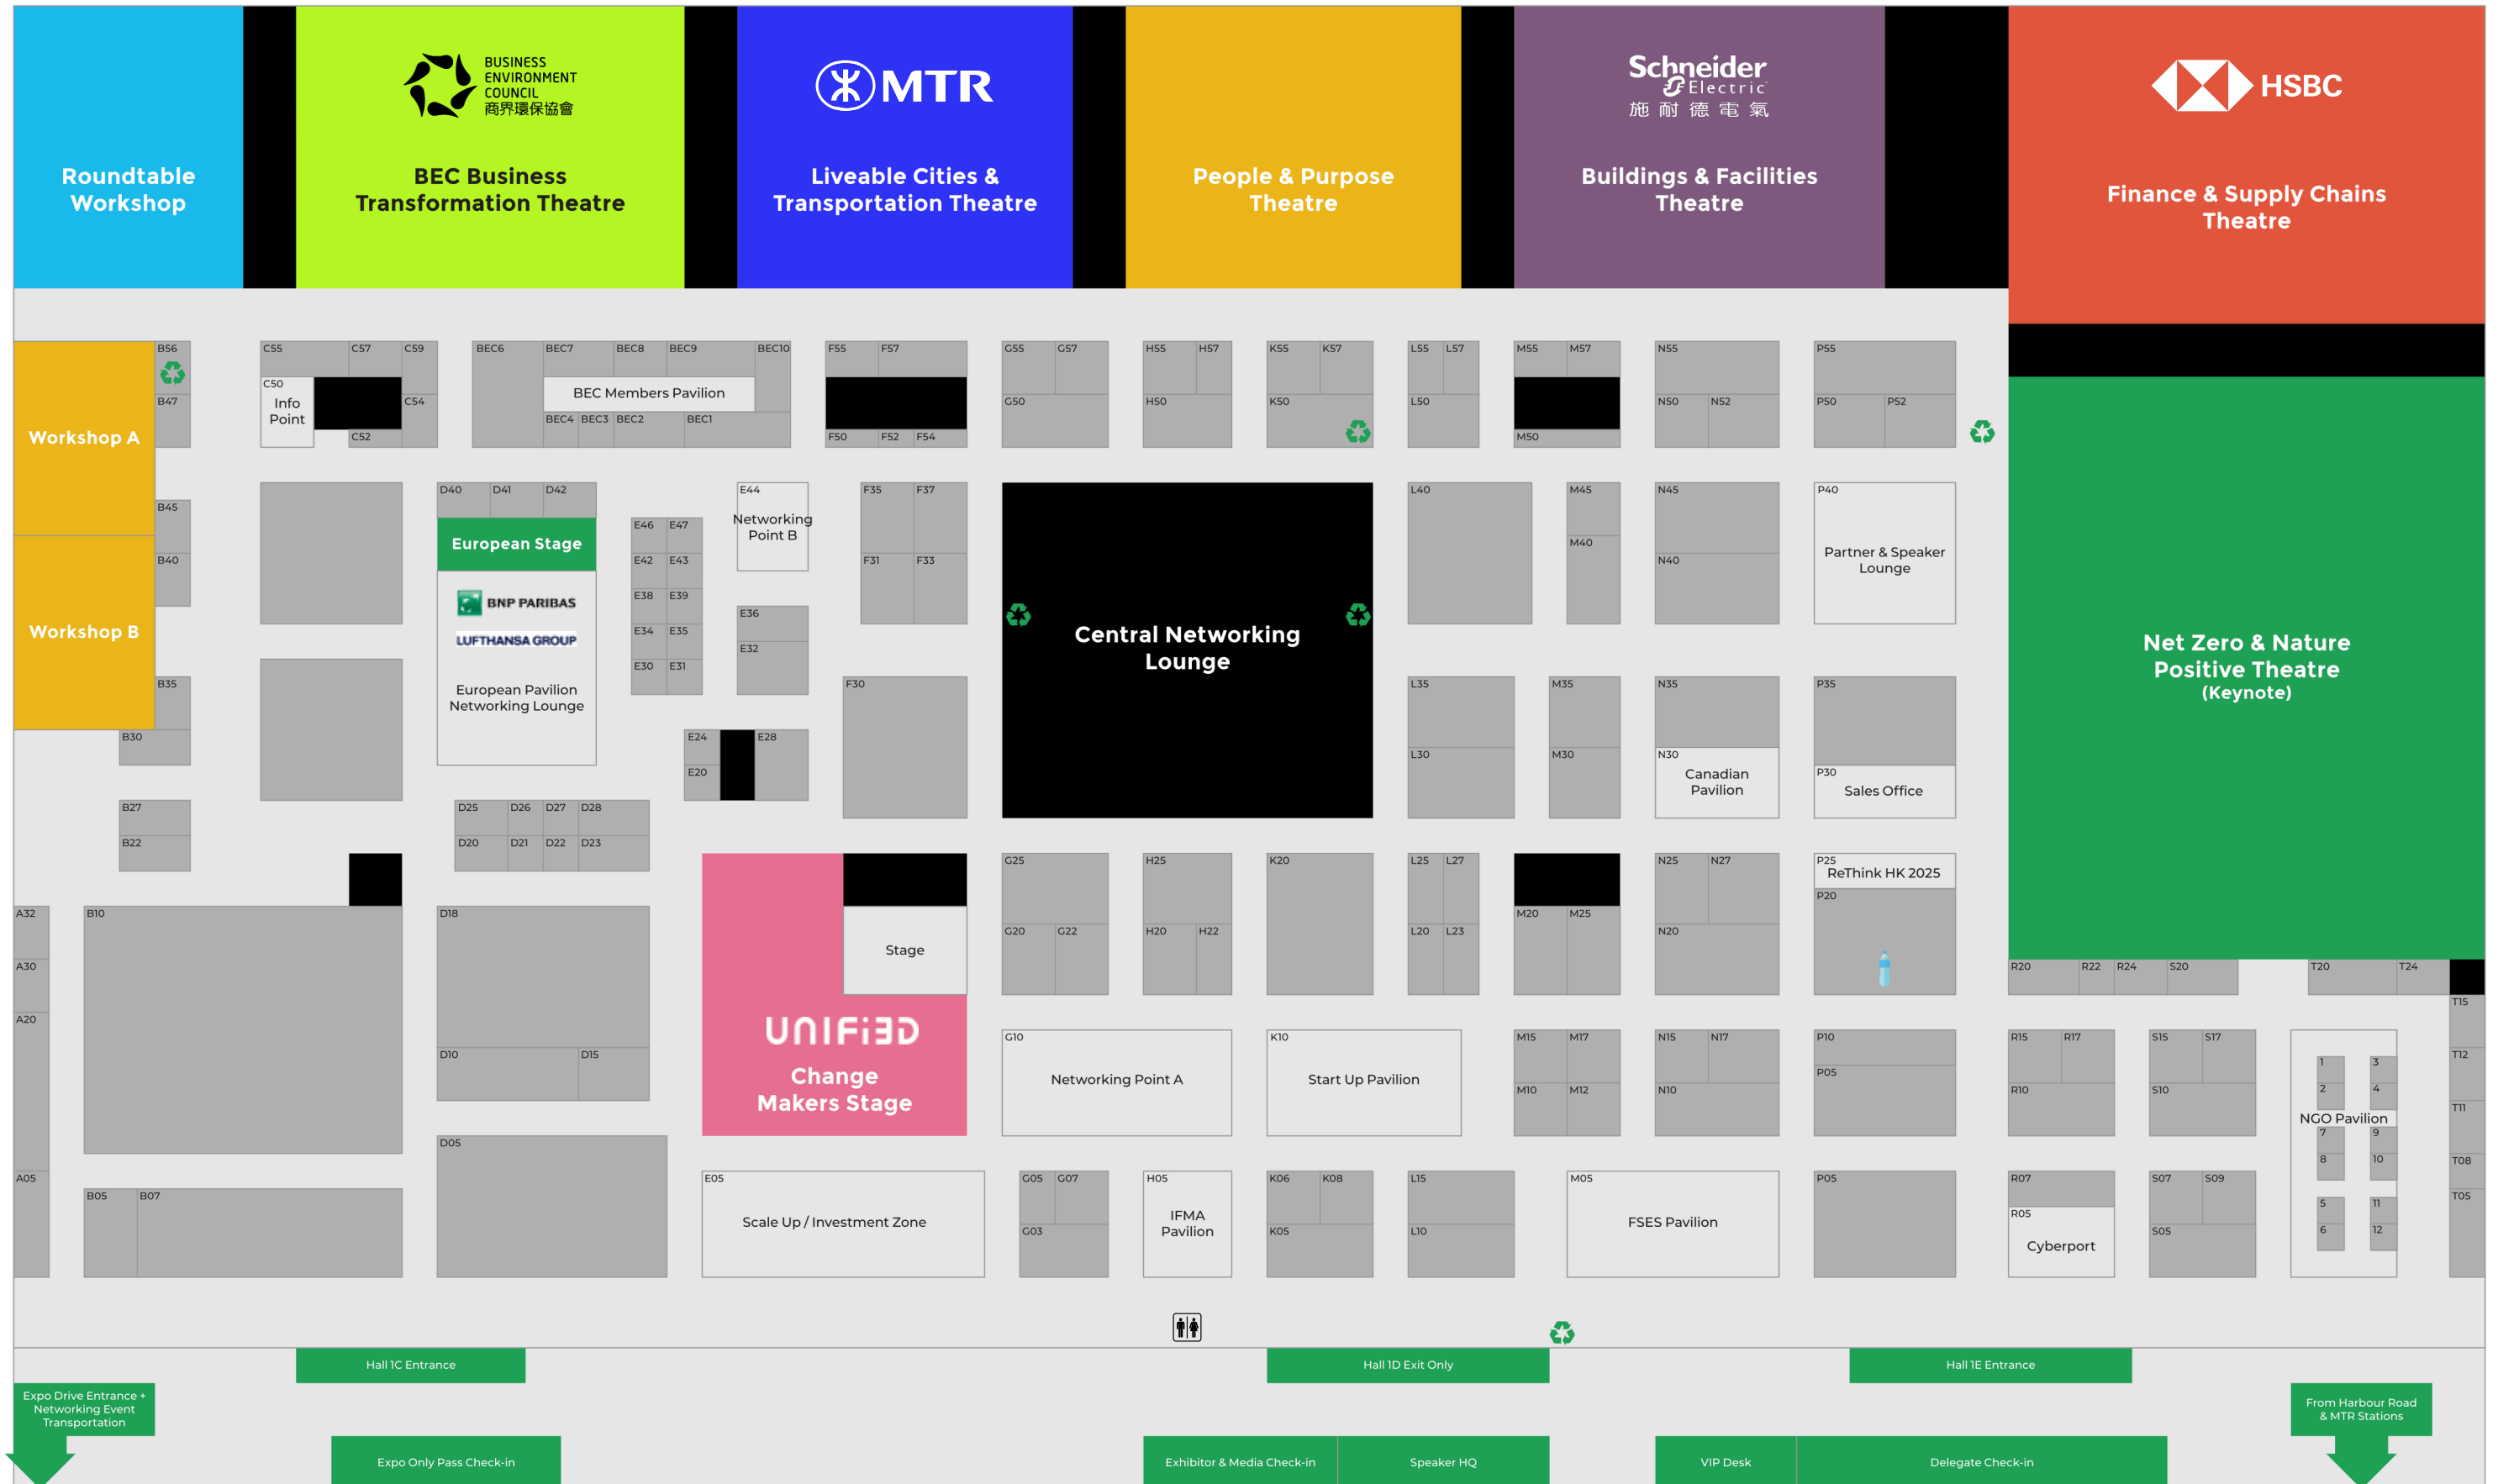 BUSINESS
ENVIRONMENT
COUNCIL
商界環保協會
MTR
Schneider
Electric
施耐德電氣
HSBC
Roundtable
Workshop
BEC Business
Transformation Theatre
Liveable Cities &
Transportation Theatre
People & Purpose
Theatre
Buildings & Facilities
Theatre
Finance & Supply Chains
Theatre
B56
C55 C57 C59
BEC6 BEC7 BEC8 BEC9 BEC10
F55 F57
G55 G57
H55 H57
K55 K57
L55 L57
M55 M57
N55
P55
C50
Info
Point
BEC Members Pavilion
B47
C54
G50
H50
K50
L50
N50 N52
P50 P52
Workshop A
C52
BEC4 BEC3 BEC2 BEC1
F50 F52 F54
M50
D40 D41 D42
E44
Networking
Point B
F35 F37
L40
M45
N45
P40
Partner & Speaker
Lounge
B45
European Stage
E46 E47
M40
B40
E42 E43
F31 F33
N40
BNP PARIBAS
E38 E39
E36
Workshop B
LUFTHANSA GROUP
E34 E35
E32
Central Networking
Lounge
Net Zero & Nature
Positive Theatre
(Keynote)
E30 E31
B35
European Pavilion
Networking Lounge
F30
L35
M35
N35
P35
B30
E24
E28
L30
M30
N30
Canadian
Pavilion
E20
P30
Sales Office
B27
D25 D26 D27 D28
B22
D20 D21 D22 D23
G25
H25
K20
L25 L27
N25 N27
P25
ReThink HK 2025
P20
A32
B10
D18
Stage
M20 M25
G20 G22
H20 H22
L20 L23
N20
A30
R20 R22 R24 S20
T20 T24
A20
T15
UNIFi3D
Change
Makers Stage
G10
Networking Point A
K10
Start Up Pavilion
M15 M17
N15 N17
P10
R15 R17
S15 S17
D10 D15
T12
P05
1 3
2 4
M10 M12
N10
R10
S10
T11
NGO Pavilion
7 9
8 10
D05
T08
A05
E05
Scale Up / Investment Zone
G05 G07
H05
IFMA
Pavilion
K06 K08
L15
M05
FSES Pavilion
P05
R07
S07 S09
B05 B07
T05
5 11
6 12
R05
Cyberport
G03
K05
L10
S05
Hall 1C Entrance
Hall 1D Exit Only
Hall 1E Entrance
Expo Drive Entrance +
Networking Event
Transportation
From Harbour Road
& MTR Stations
Expo Only Pass Check-in
Exhibitor & Media Check-in
Speaker HQ
VIP Desk
Delegate Check-in